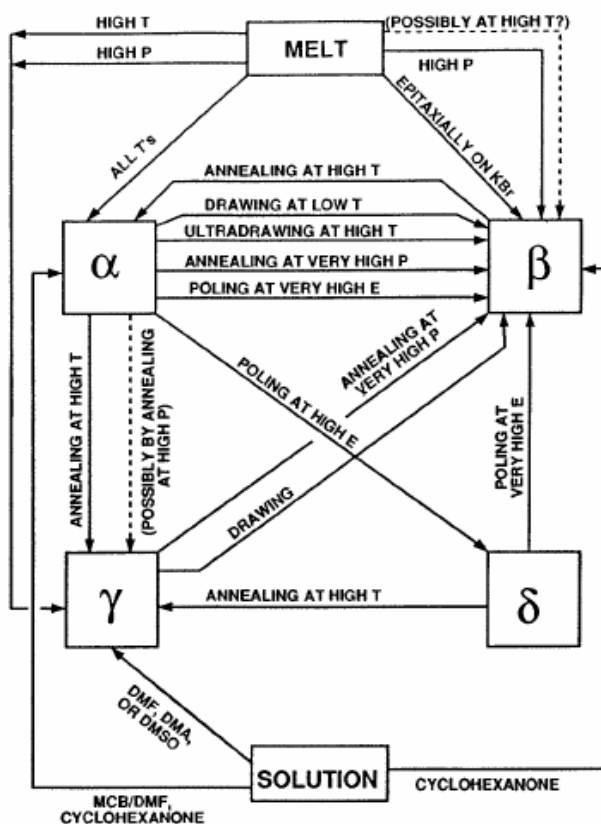 HIGH T
(POSSIBLY AT HIGH T?)
MELT
HIGH P
HIGH P
EPITAXIALLY ON KBr
ALL T's
ANNEALING AT HIGH T
DRAWING AT LOW T
α
ULTRADRAWING AT HIGH T
β
ANNEALING AT VERY HIGH P
POLING AT VERY HIGH E
ANNEALING AT
VERY HIGH P
POLING AT HIGH E
ANNEALING AT HIGH T
(POSSIBLY BY ANNEALING
AT HIGH P)
POLING AT
VERY HIGH E
DRAWING
γ
ANNEALING AT HIGH T
δ
DMF, DMA,
OR DMSO
SOLUTION
CYCLOHEXANONE
MCB/DMF,
CYCLOHEXANONE